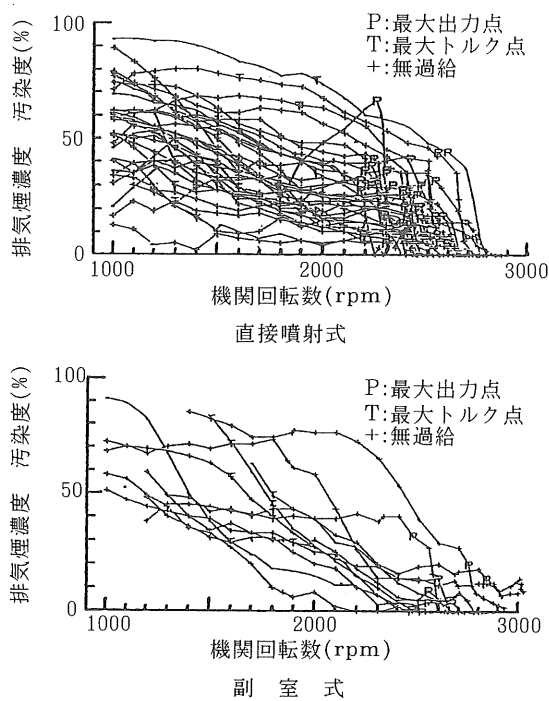 100
P:最大出力点
T:最大トルク点
+:無過給
50
0
排気煙濃度 汚染度(%)
1000
2000
3000
機関回転数(rpm)
直接噴射式
100
P:最大出力点
T:最大トルク点
+:無過給
50
0
排気煙濃度 汚染度(%)
1000
2000
3000
機関回転数(rpm)
副室式